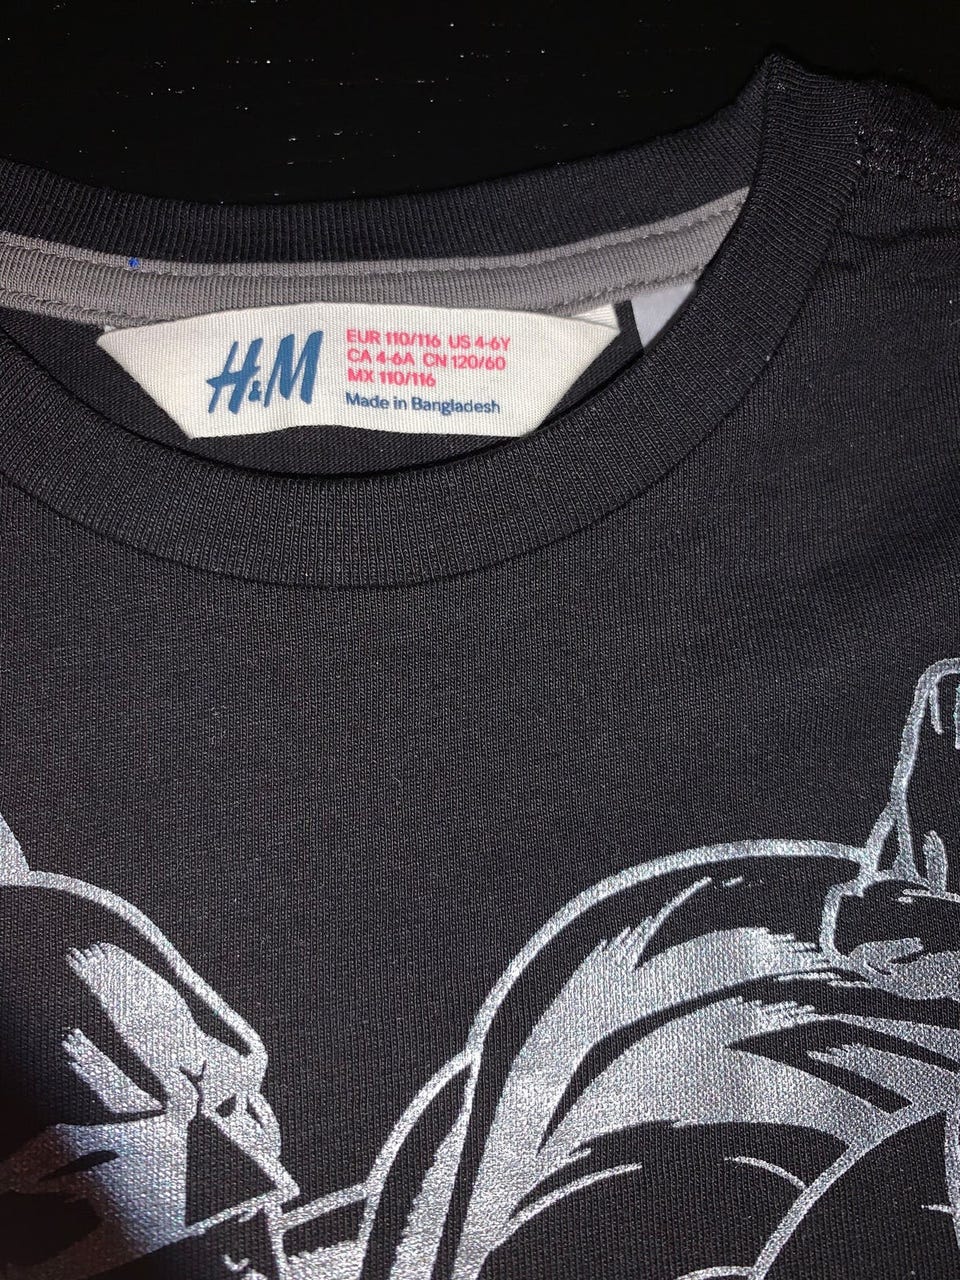 H&M
EUR 110/116 US 4-6Y
CA 4-6A CN 120/60
MX 110/116
Made in Bangladesh